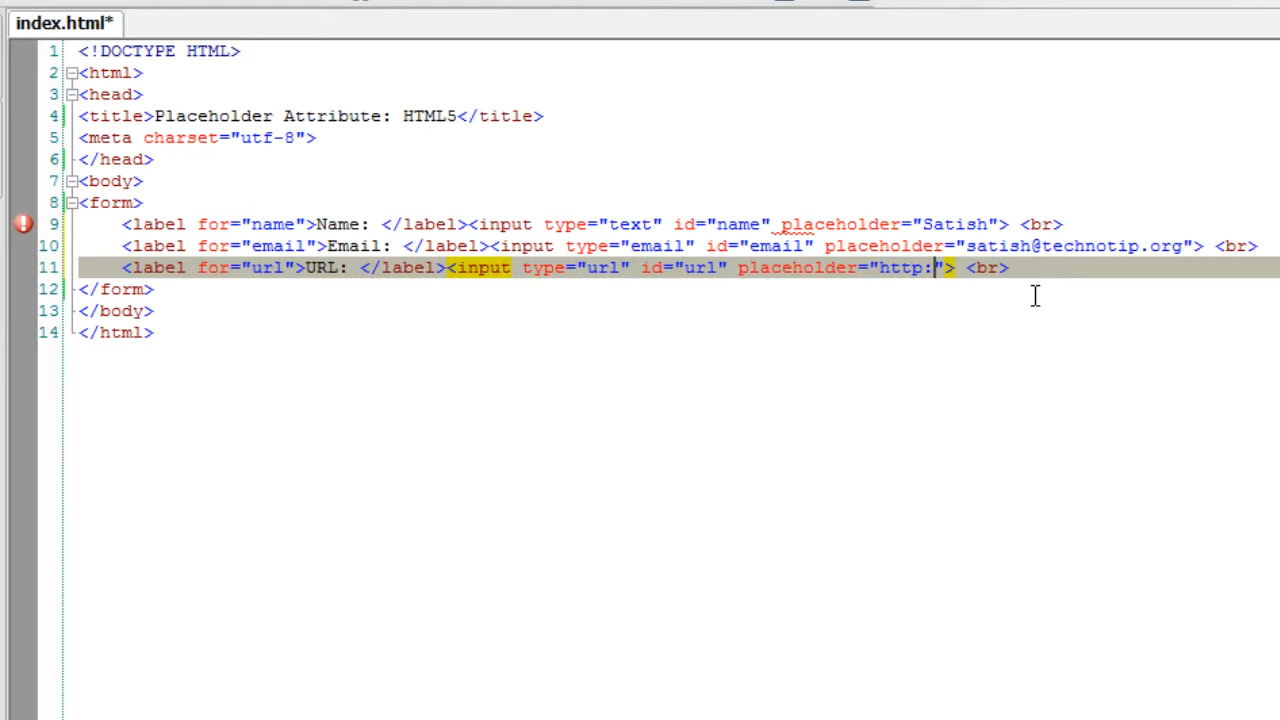 index.html*
1 <!DOCTYPE HTML>
2 <html>
3 <head>
4 <title>Placeholder Attribute: HTML5</title>
5 <meta charset="utf-8">
6 </head>
7 <body>
8 <form>
9 <label for="name">Name: </label><input type="text" id="name" placeholder="Satish"> <br>
10 <label for="email">Email: </label><input type="email" id="email" placeholder="satish@technotip.org"> <br>
11 <label for="url">URL: </label><input type="url" id="url" placeholder="http:"> <br>
12 </form>
13 </body>
14 </html>